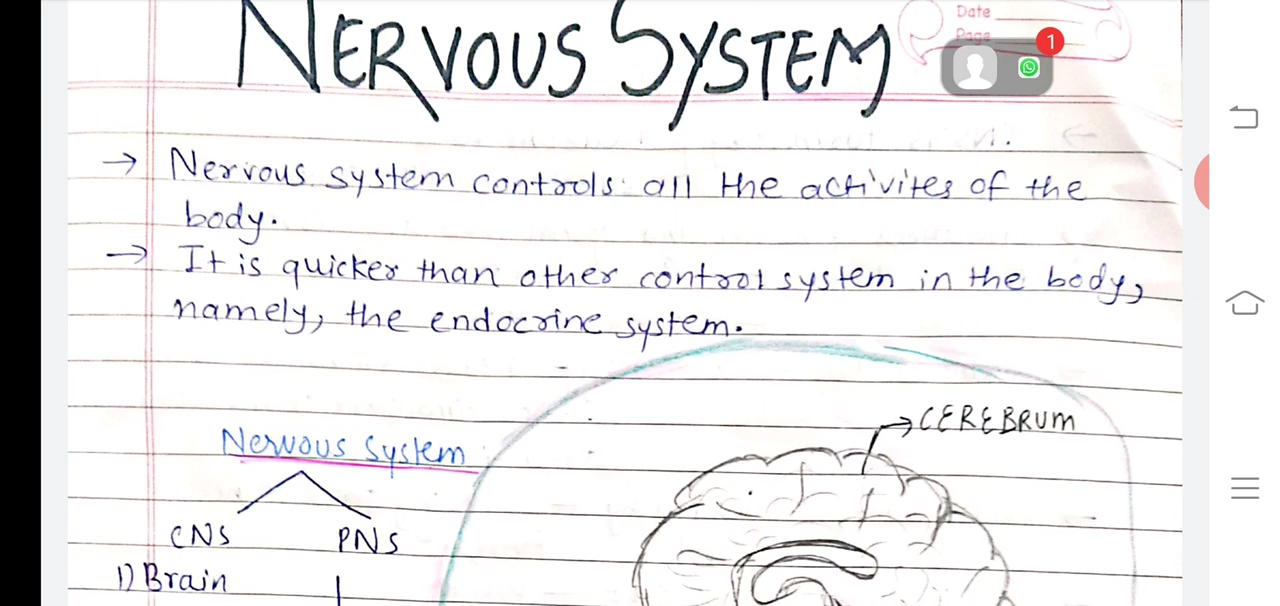 Date
Page
1
NERVOUS SYSTEM
→ Nervous system controls all the activites of the
body.
→ It is quicker than other control system in the body,
namely, the endocrine system.
→ CEREBRUM
Nervous System
CNS PNS
1) Brain